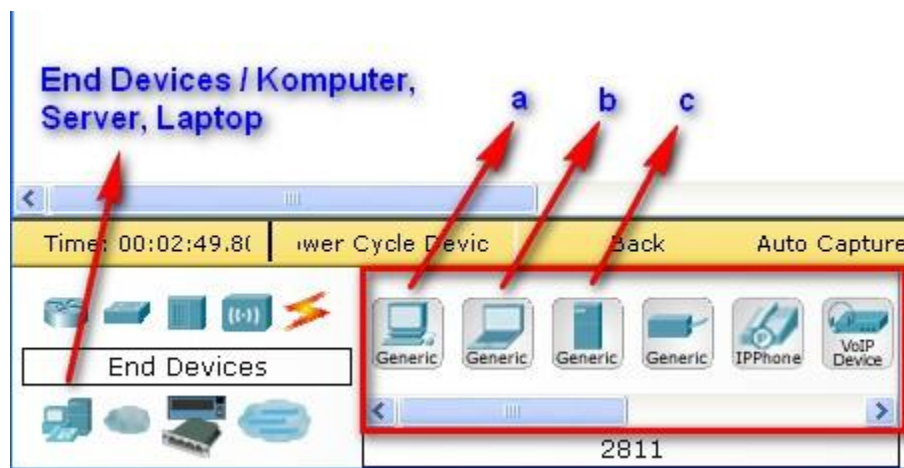 End Devices / Komputer,
Server, Laptop
a b c
Time: 00:02:49.8( wer Cycle Devic Back Auto Capture
Generic Generic Generic Generic IPPhone VoIP
Device
End Devices
2811